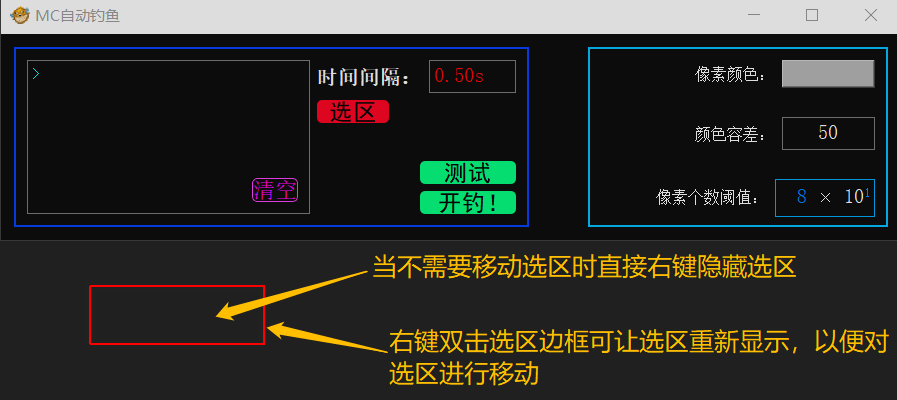 MC自动钓鱼
>
时间间隔： 0.50s
选区
清空
测试
开钓！
像素颜色：
颜色容差： 50
像素个数阈值： 8 × 10¹
当不需要移动选区时直接右键隐藏选区
右键双击选区边框可让选区重新显示，以便对
选区进行移动